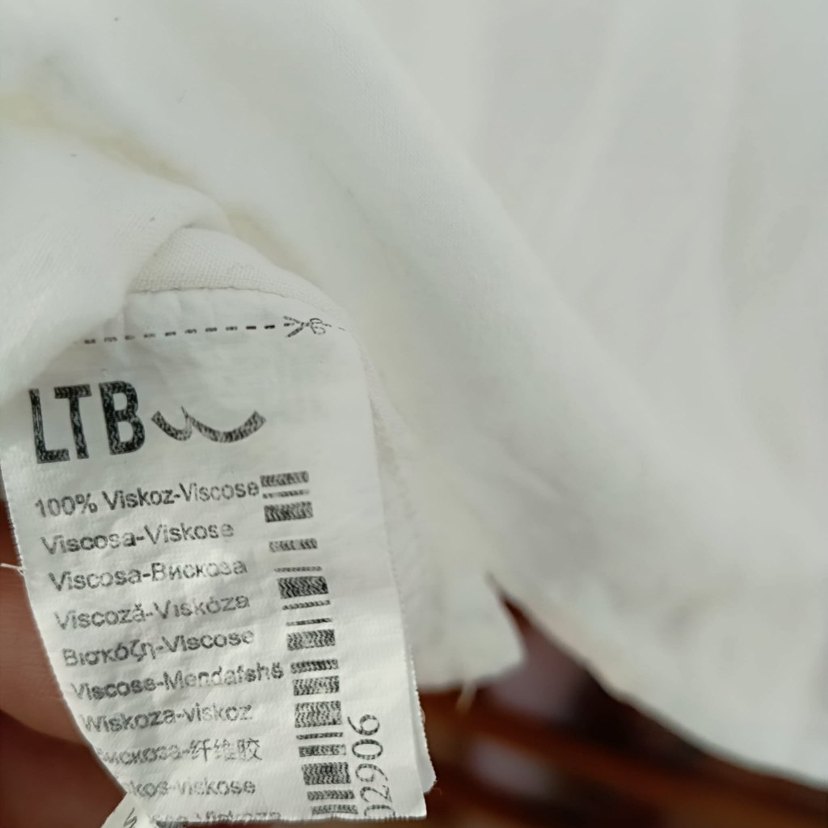 LTB
100% Viskoz-Viscose
Viscosa-Viskose
Viscosa-Вискоза
Viscoză-Viskóza
Βισκόζη-Viscose
Viscose-Mendafshë
Wiskoza-viskoz
-纤维胶
-viskose
02906